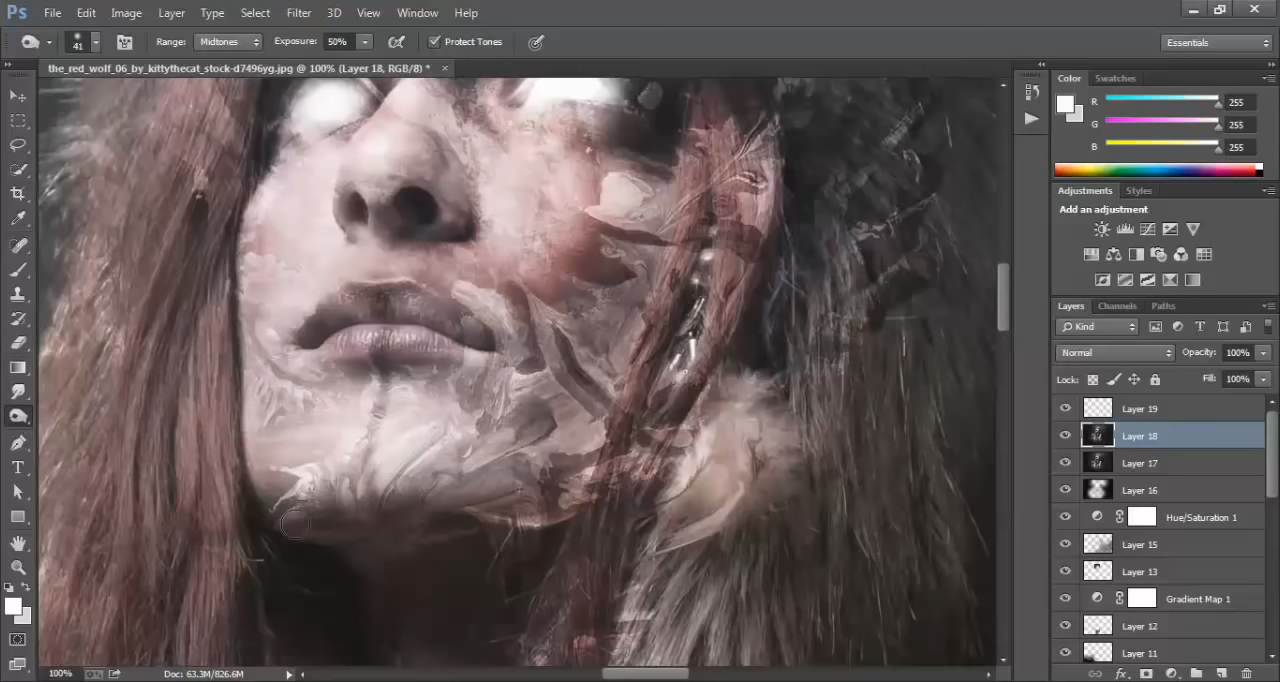 Ps File Edit Image Layer Type Select Filter 3D View Window Help
41 Range: Midtones Exposure: 50% Protect Tones Essentials
the_red_wolf_06_by_kittythecat_stock-d7496yg.jpg @ 100% (Layer 18, RGB/8) * ×
Color Swatches
R 255
G 255
B 255
Adjustments Styles
Add an adjustment
Layers Channels Paths
Kind T
Normal Opacity: 100%
Lock: Fill: 100%
Layer 19
Layer 18
Layer 17
Layer 16
Hue/Saturation 1
Layer 15
Layer 13
Gradient Map 1
Layer 12
Layer 11
fx
T
100% Doc: 63.3M/826.6M